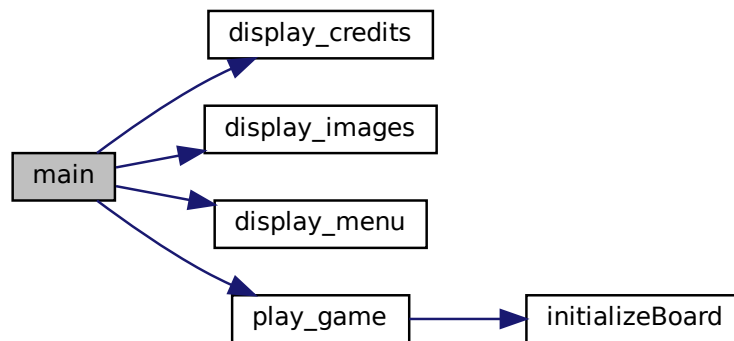 display_credits
display_images
main
display_menu
play_game
initializeBoard